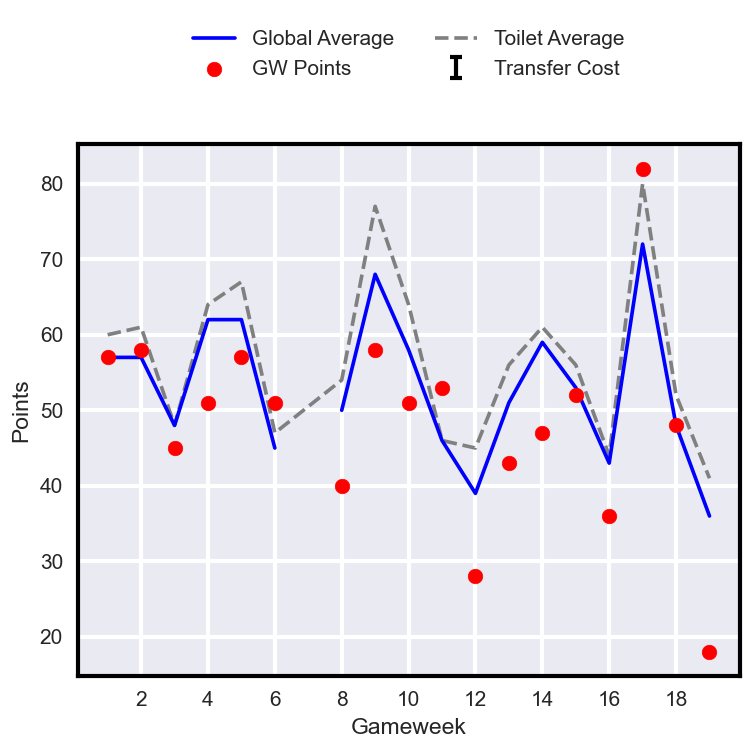 Global Average
Toilet Average
GW Points
Transfer Cost
80
70
60
50
40
30
20
Points
2 4 6 8 10 12 14 16 18
Gameweek